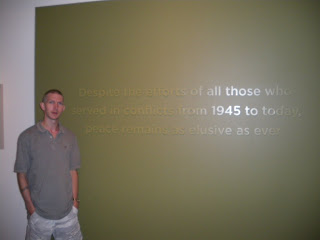 Despite the efforts of all those who
served in conflicts from 1945 to today,
peace remains as elusive as ever